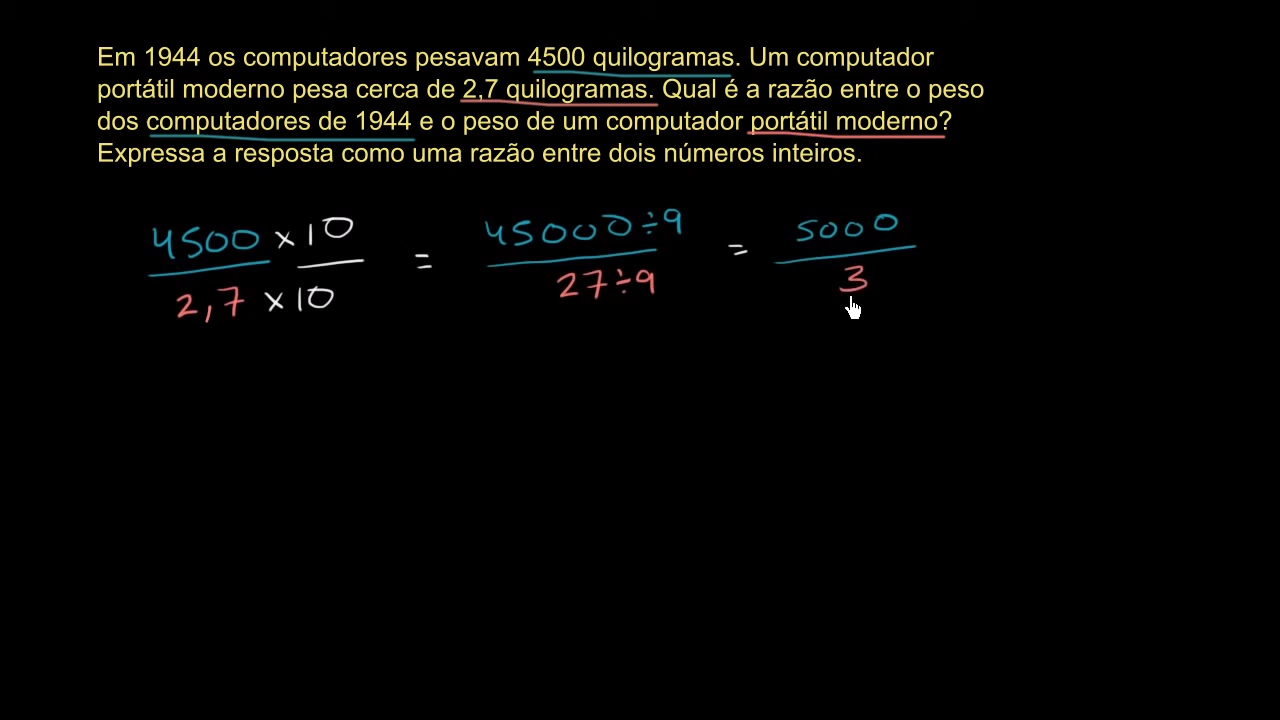 Em 1944 os computadores pesavam 4500 quilogramas. Um computador
portátil moderno pesa cerca de 2,7 quilogramas. Qual é a razão entre o peso
dos computadores de 1944 e o peso de um computador portátil moderno?
Expressa a resposta como uma razão entre dois números inteiros.
4500 × 10 = 45000 ÷ 9 = 5000
2,7 × 10 27 ÷ 9 3